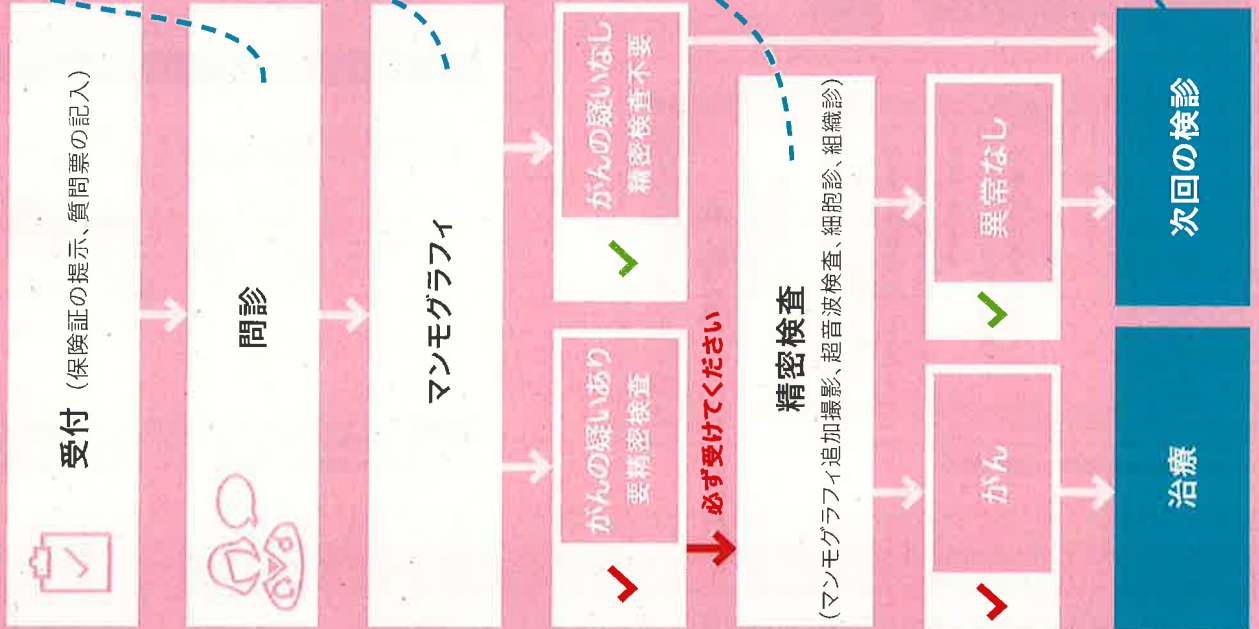 受付（保険証の提示、質問票の記入）
問診
マンモグラフィ
がんの疑いあり
要精密検査
がんの疑いなし
精密検査不要
必ず受けてください
精密検査
（マンモグラフィ追加撮影、超音波検査、細胞診、組織診）
がん
異常なし
治療
次回の検診